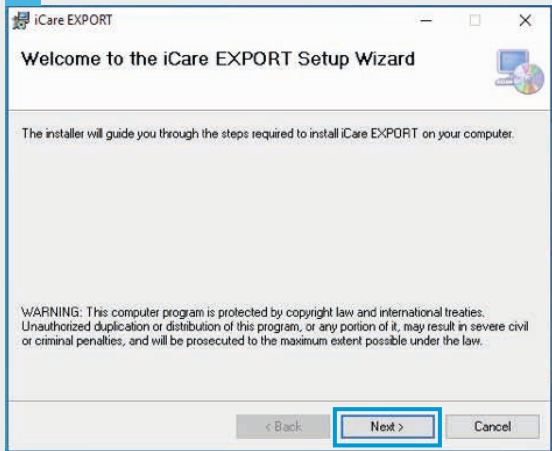 iCare EXPORT
Welcome to the iCare EXPORT Setup Wizard
The installer will guide you through the steps required to install iCare EXPORT on your computer.
WARNING: This computer program is protected by copyright law and international treaties.
Unauthorized duplication or distribution of this program, or any portion of it, may result in severe civil
or criminal penalties, and will be prosecuted to the maximum extent possible under the law.
< Back
Next >
Cancel